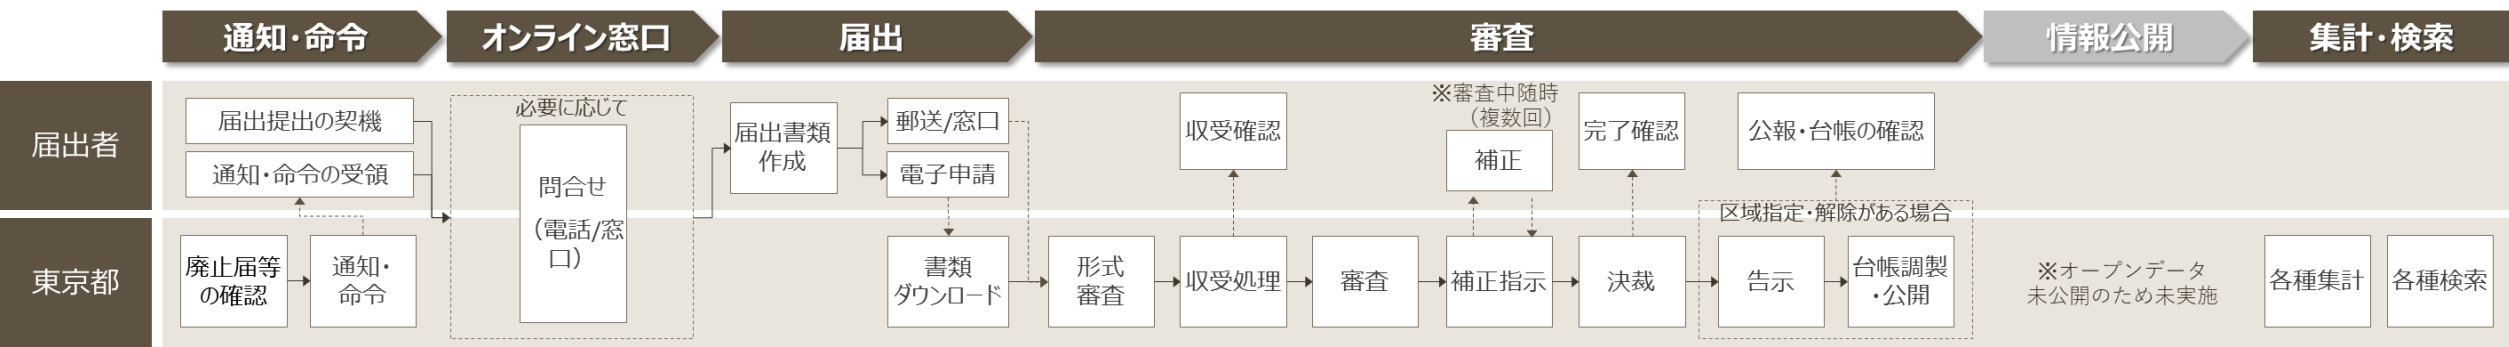 通知・命令
オンライン窓口
届出
審査
情報公開
集計・検索
届出者
届出提出の契機
通知・命令の受領
必要に応じて
問合せ
（電話/窓
口）
届出書類
作成
郵送/窓口
電子申請
収受確認
※審査中随時
（複数回）
補正
完了確認
公報・台帳の確認
東京都
廃止届等
の確認
通知・
命令
書類
ダウンロード
形式
審査
収受処理
審査
補正指示
決裁
区域指定・解除がある場合
告示
台帳調製
・公開
※オープンデータ
未公開のため未実施
各種集計
各種検索